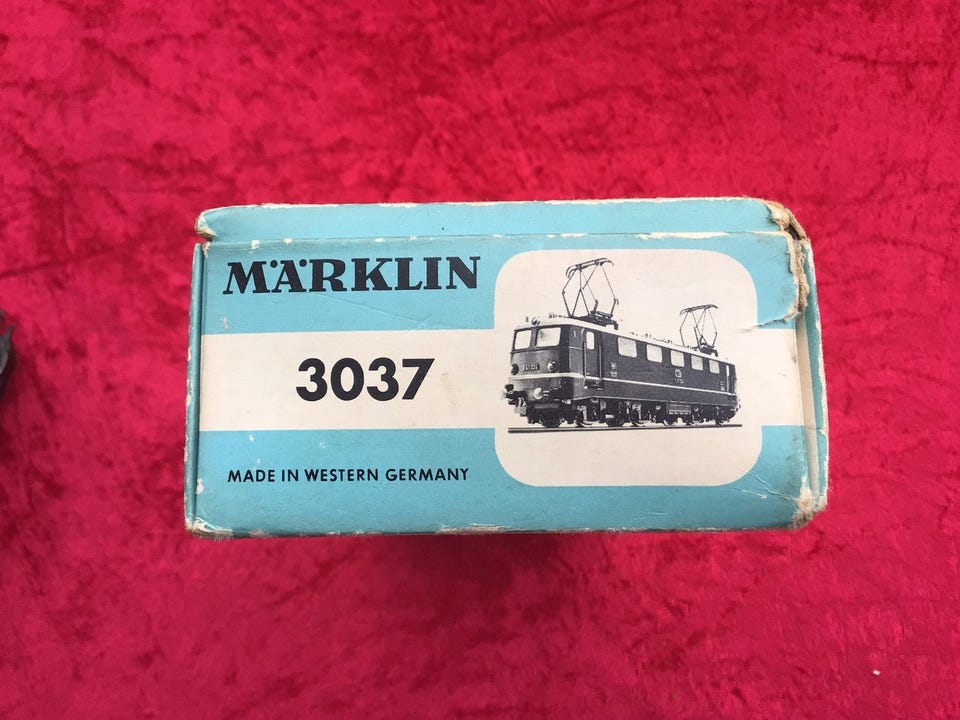 MÄRKLIN
3037
MADE IN WESTERN GERMANY